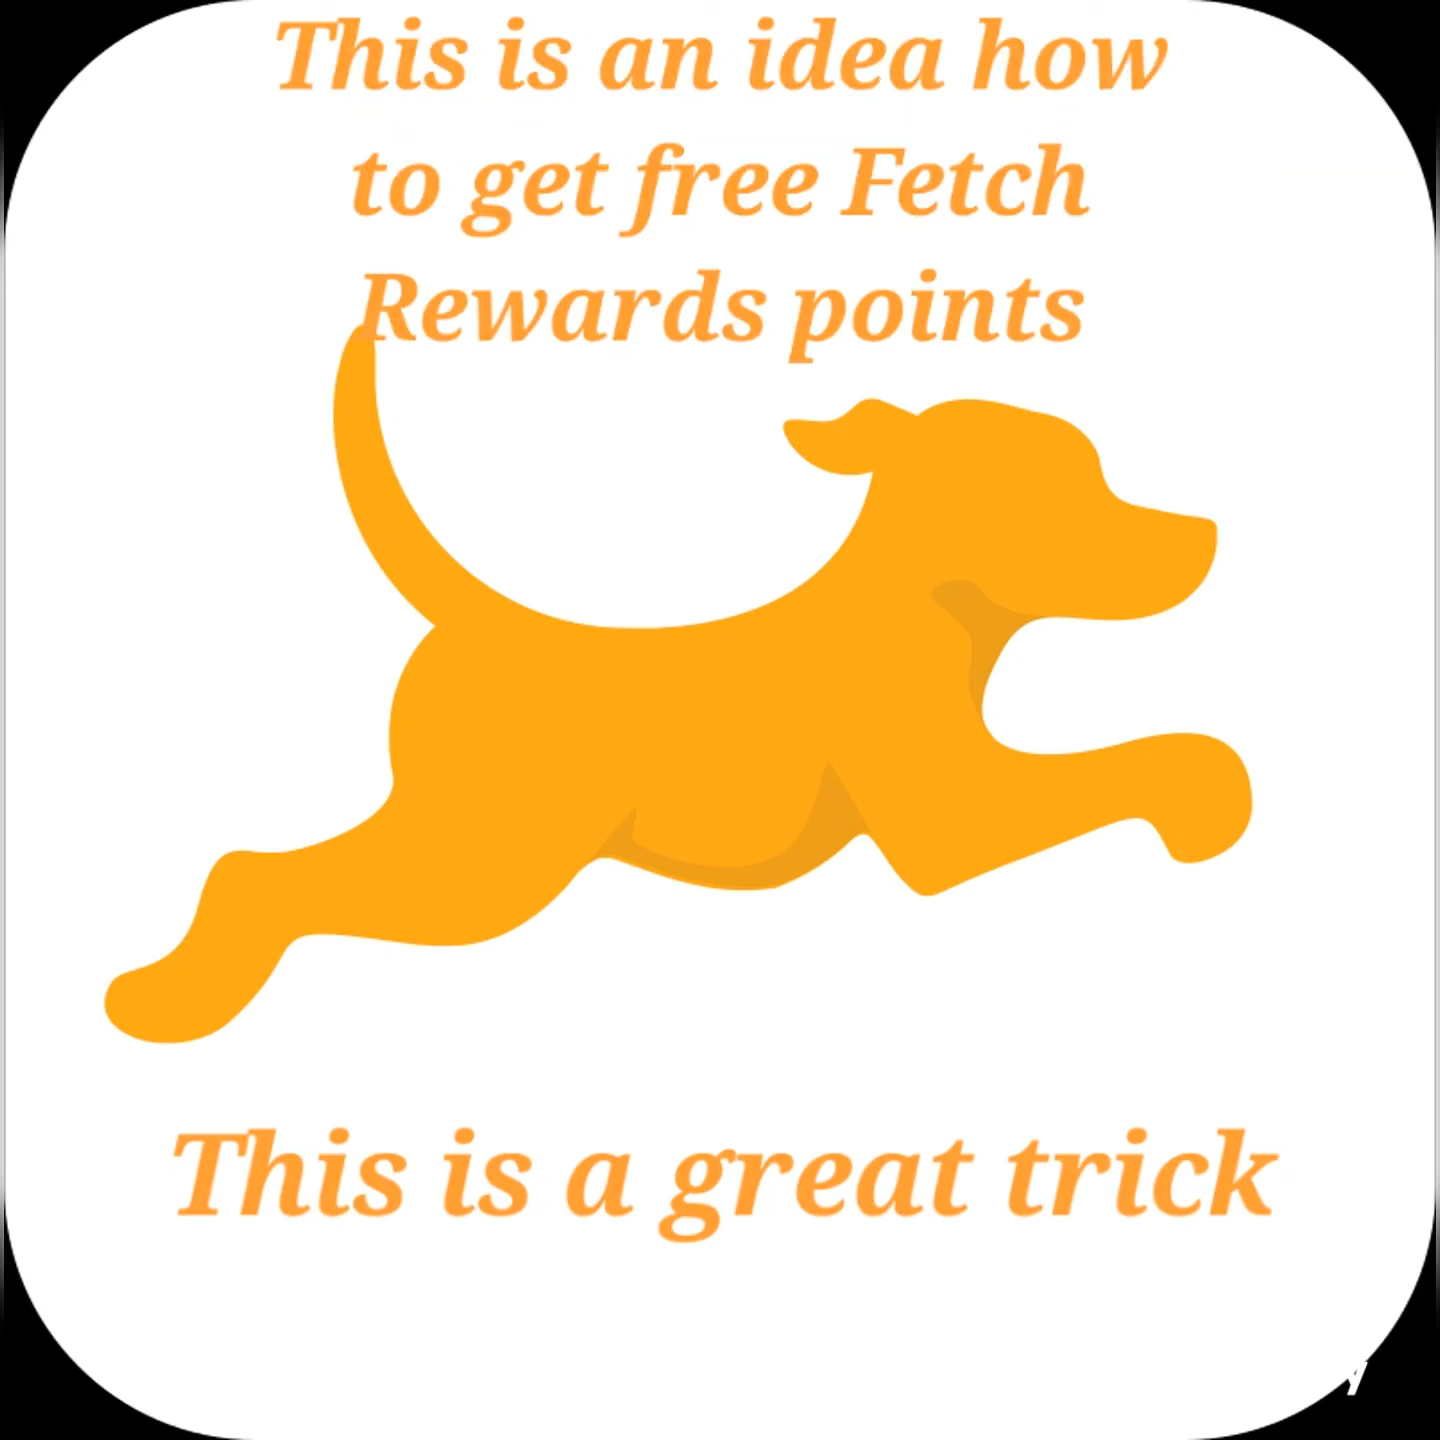 This is an idea how
to get free Fetch
Rewards points
This is a great trick